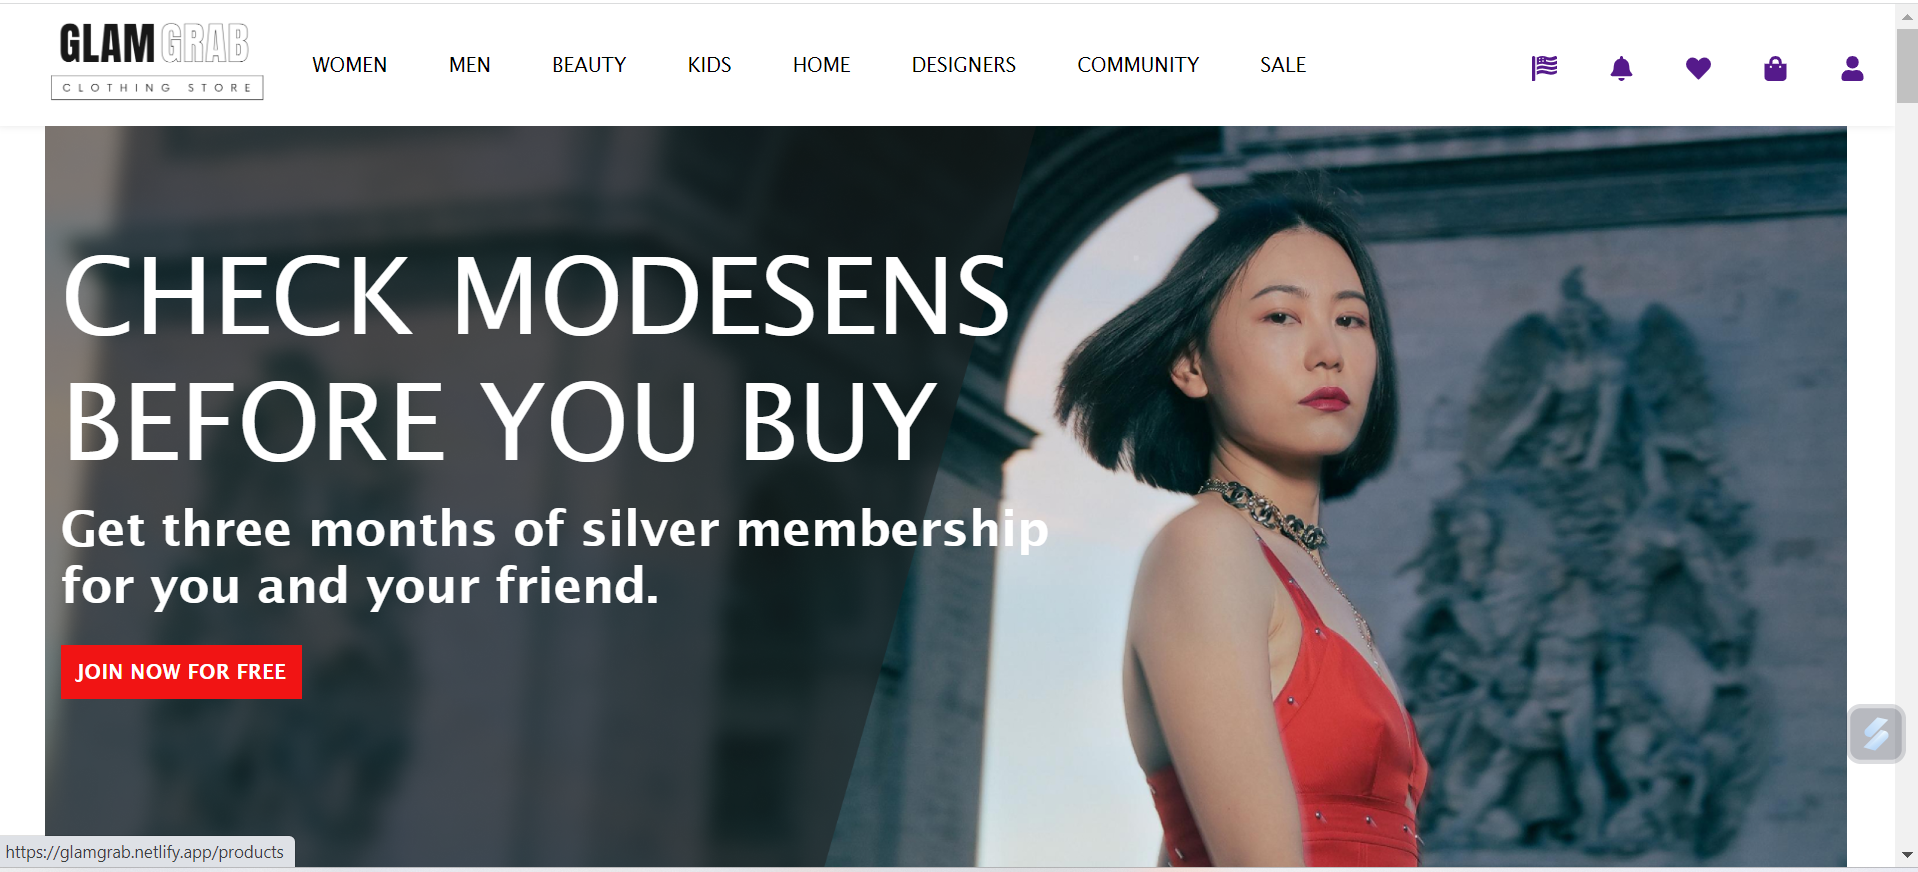 GLAM GRAB
CLOTHING STORE
WOMEN MEN BEAUTY KIDS HOME DESIGNERS COMMUNITY SALE
CHECK MODESENS
BEFORE YOU BUY
Get three months of silver membership
for you and your friend.
JOIN NOW FOR FREE
https://glamgrab.netlify.app/products